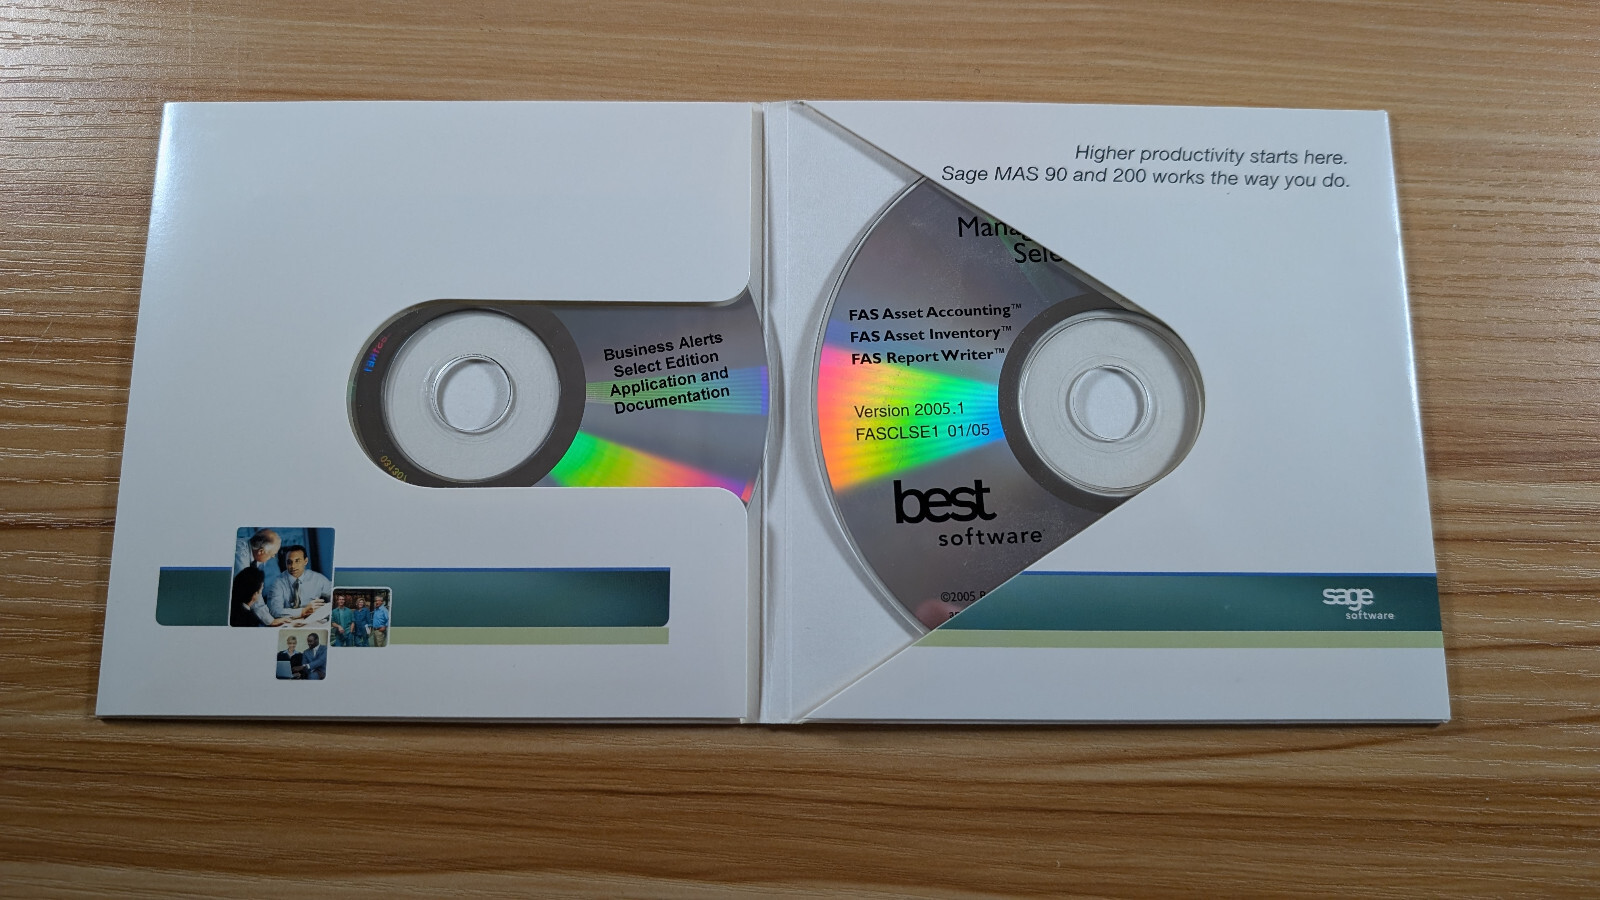 Business Alerts
Select Edition
Application and
Documentation
Higher productivity starts here.
Sage MAS 90 and 200 works the way you do.
FAS Asset Accounting™
FAS Asset Inventory™
FAS Report Writer™
Version 2005.1
FASCLSE1 01/05
best
software
©2005
sage
software